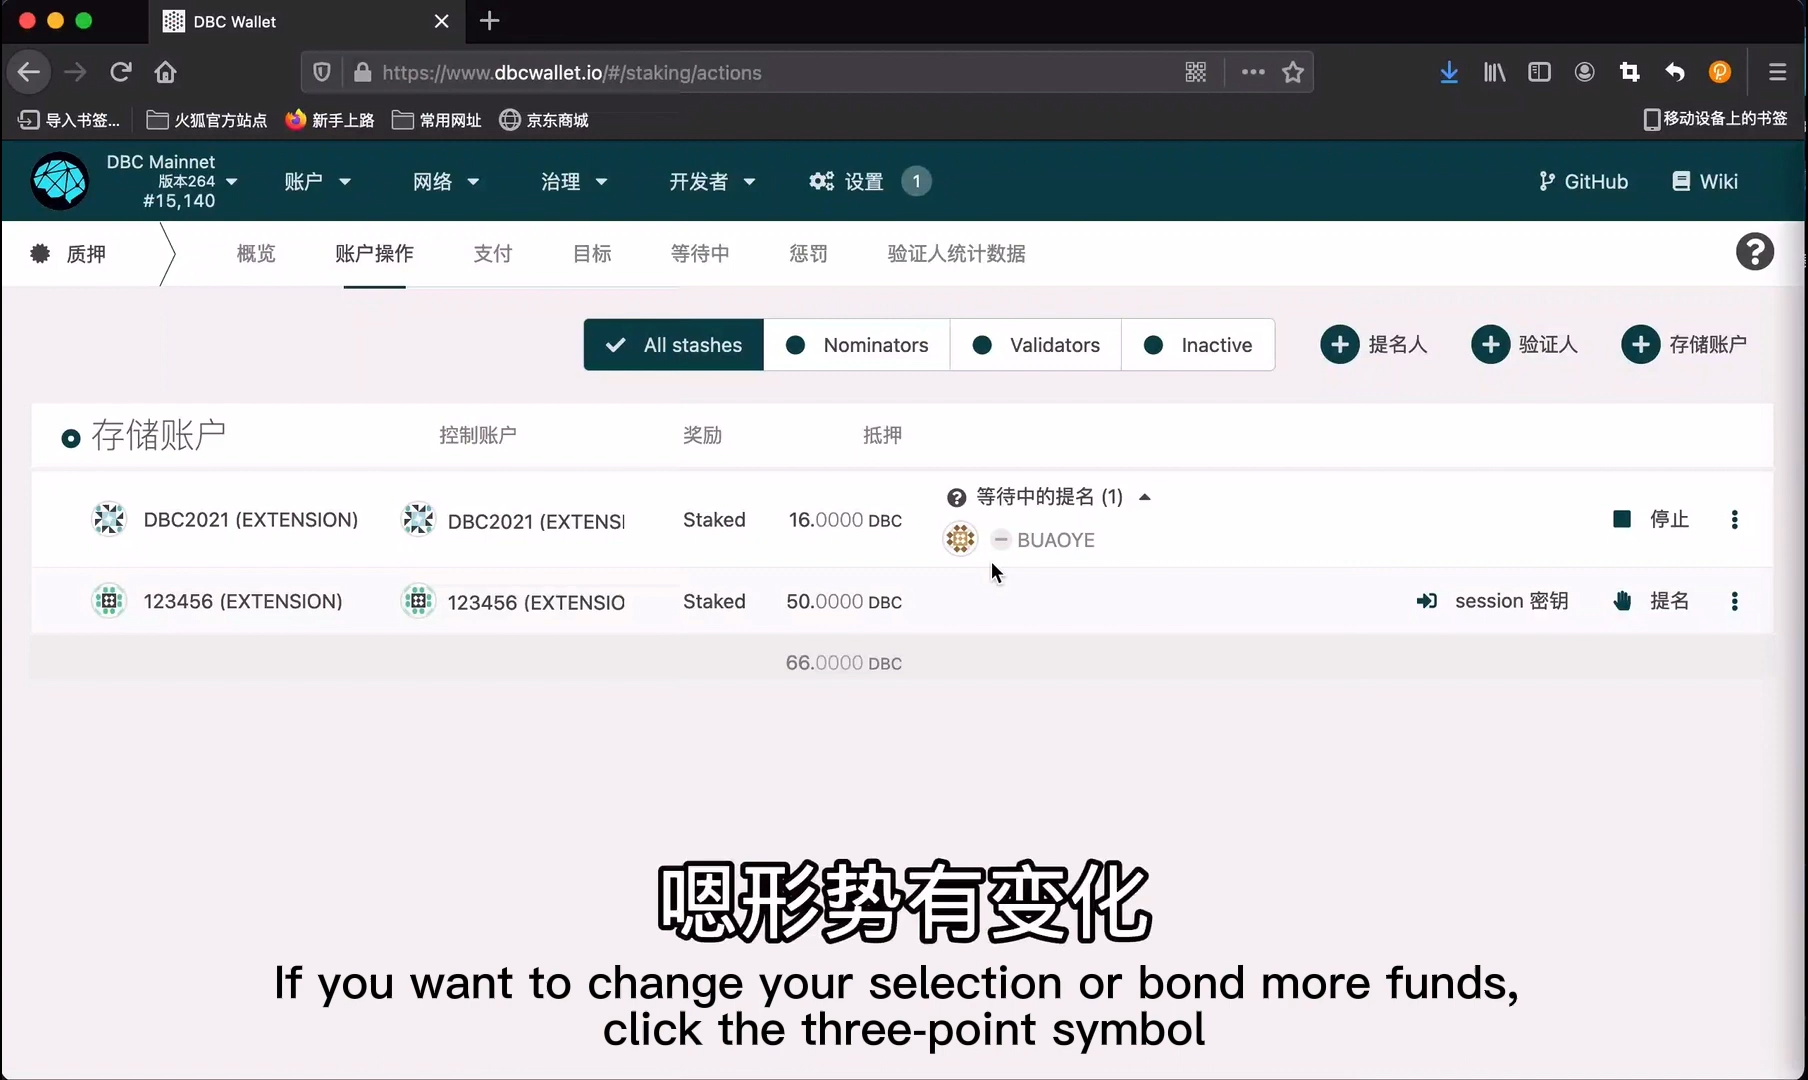 DBC Wallet
https://www.dbcwallet.io/#/staking/actions
导入书签... 火狐官方站点 新手上路 常用网址 京东商城 移动设备上的书签
DBC Mainnet
版本264
#15,140
账户 网络 治理 开发者 设置 1 GitHub Wiki
质押 概览 账户操作 支付 目标 等待中 惩罚 验证人统计数据
All stashes Nominators Validators Inactive 提名人 验证人 存储账户
存储账户 控制账户 奖励 抵押
等待中的提名 (1)
DBC2021 (EXTENSION) DBC2021 (EXTENSI Staked 16.0000 DBC 停止
BUAOYE
123456 (EXTENSION) 123456 (EXTENSIO Staked 50.0000 DBC session 密钥 提名
66.0000 DBC
嗯形势有变化
If you want to change your selection or bond more funds,
click the three-point symbol